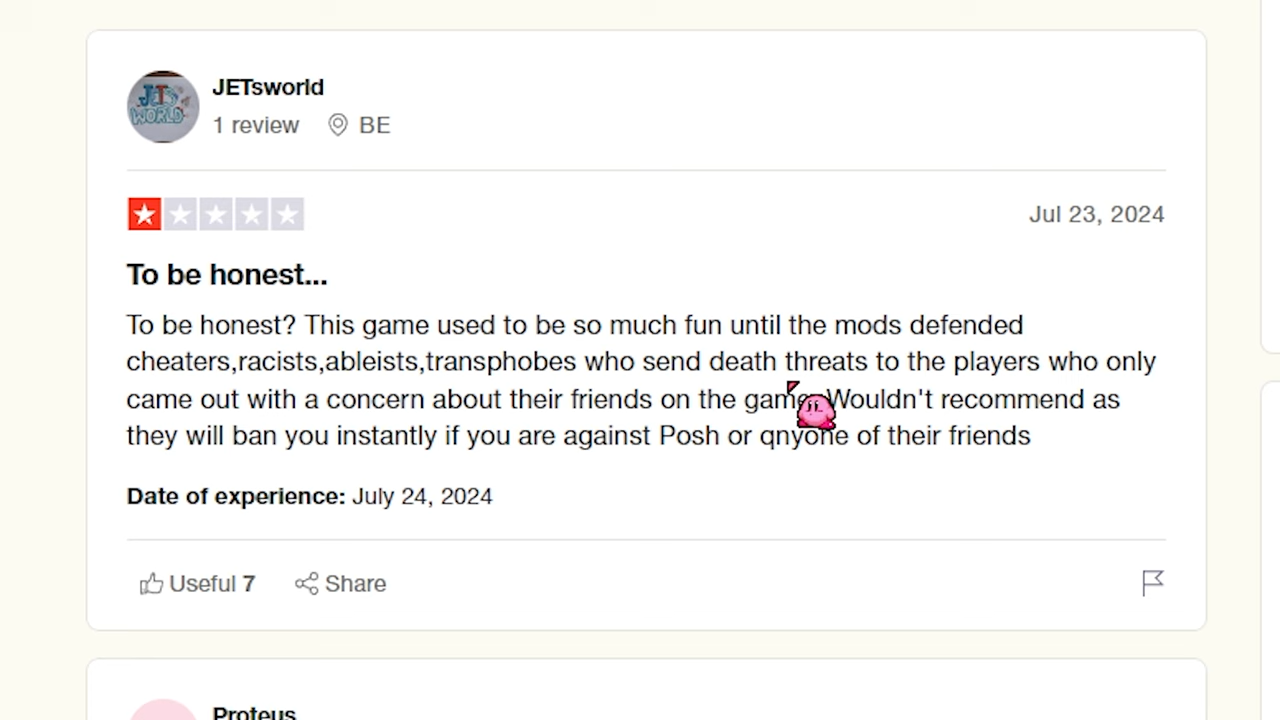 JETsworld
JETS WORLD
1 review BE
Jul 23, 2024
To be honest...
To be honest? This game used to be so much fun until the mods defended
cheaters,racists,ableists,transphobes who send death threats to the players who only
came out with a concern about their friends on the game. Wouldn't recommend as
they will ban you instantly if you are against Posh or qnyone of their friends
Date of experience: July 24, 2024
Useful 7 Share
Proteus